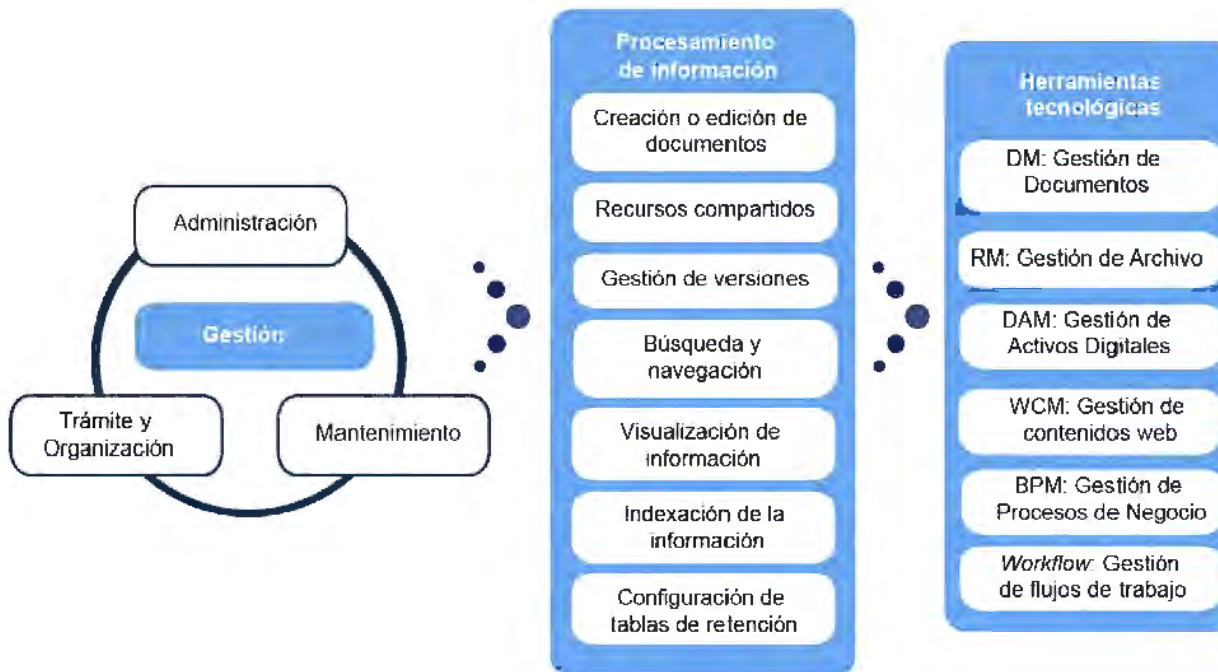 Administración
Gestión
Trámite y
Organización
Mantenimiento
Procesamiento
de información
Creación o edición de
documentos
Recursos compartidos
Gestión de versiones
Búsqueda y
navegación
Visualización de
información
Indexación de la
información
Configuración de
tablas de retención
Herramientas
tecnológicas
DM: Gestión de
Documentos
RM: Gestión de Archivo
DAM: Gestión de
Activos Digitales
WCM: Gestión de
contenidos web
BPM: Gestión de
Procesos de Negocio
Workflow: Gestión
de flujos de trabajo